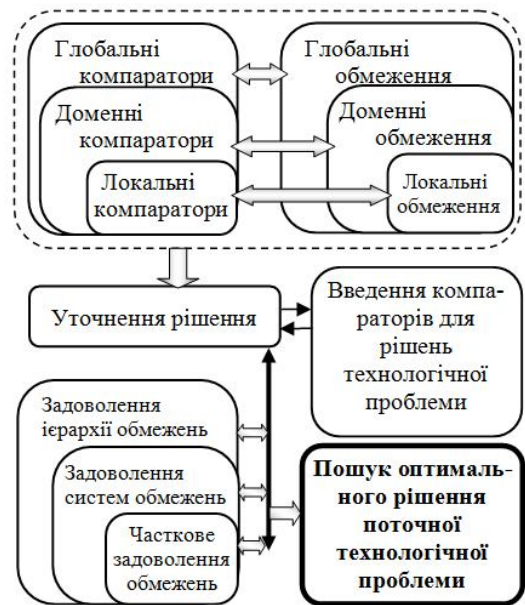 Глобальні
компаратори
Глобальні
обмеження
Доменні
компаратори
Доменні
обмеження
Локальні
компаратори
Локальні
обмеження
Уточнення рішення
Введення компа-
раторів для
рішень
технологічної
проблеми
Задоволення
ієрархії обмежень
Задоволення
систем обмежень
Часткове
задоволення
обмежень
Пошук оптималь-
ного рішення
поточної
технологічної
проблеми